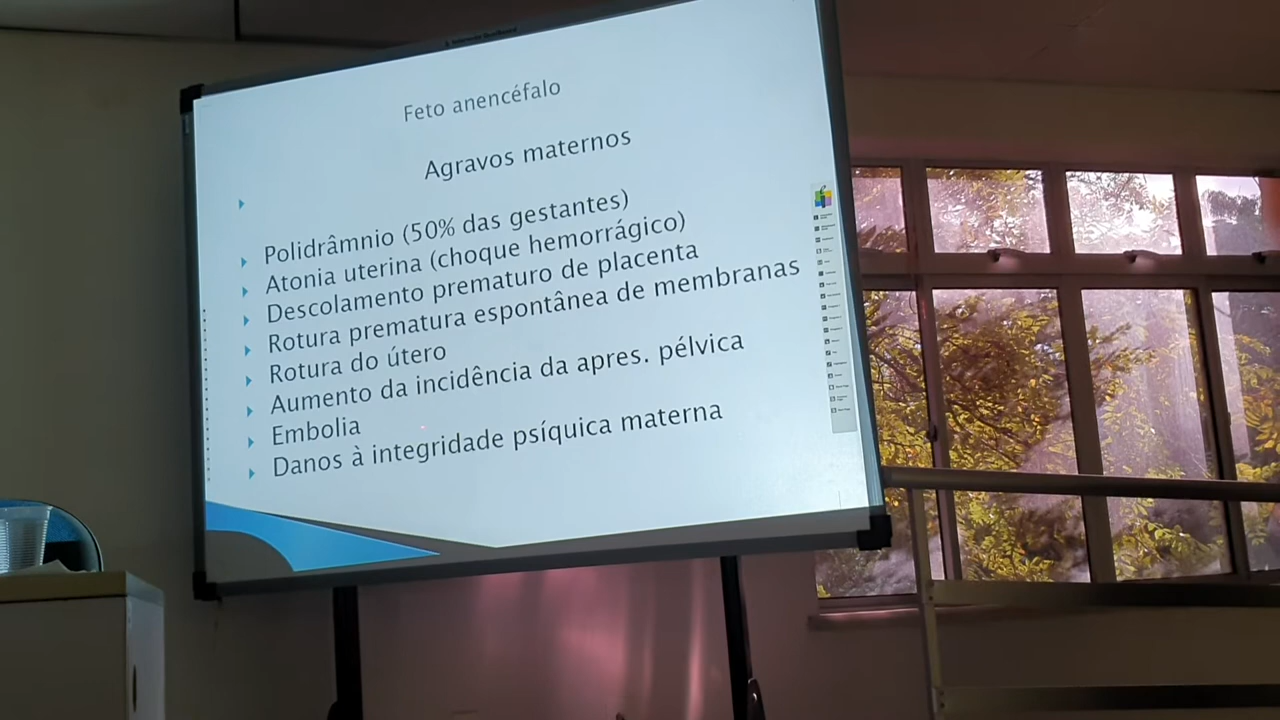 Feto anencéfalo
Agravos maternos
Polidrâmnio (50% das gestantes)
Atonia uterina (choque hemorrágico)
Descolamento prematuro de placenta
Rotura prematura espontânea de membranas
Rotura do útero
Aumento da incidência da apres. pélvica
Embolia
Danos à integridade psíquica materna